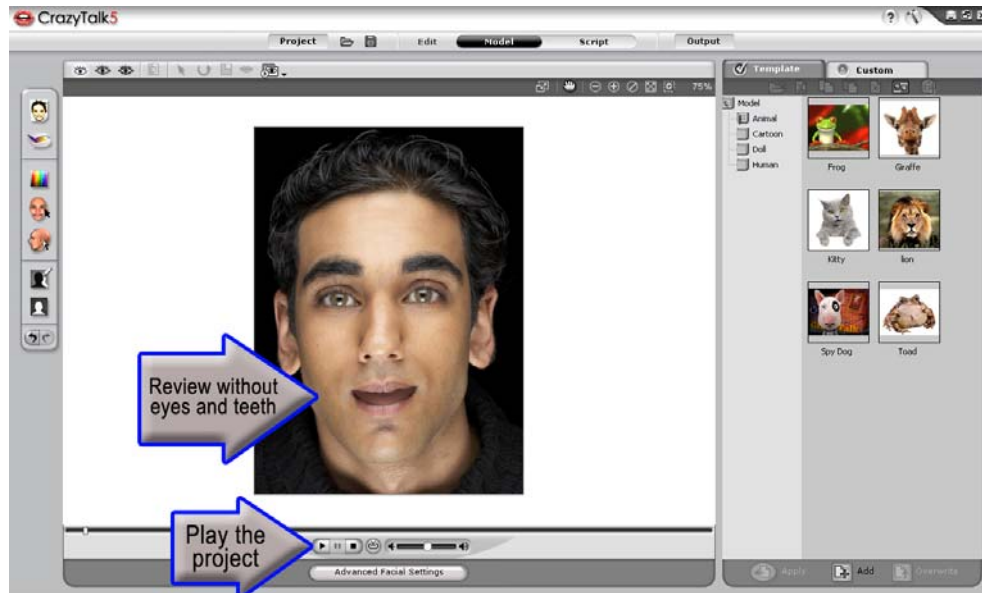 CrazyTalk5
Project
Edit
Model
Script
Output
75%
Template
Custom
Model
Animal
Cartoon
Doll
Human
Frog
Giraffe
Kitty
lion
Spy Dog
Toad
Review without
eyes and teeth
Play the
project
Advanced Facial Settings
Apply
Add
Overwrite